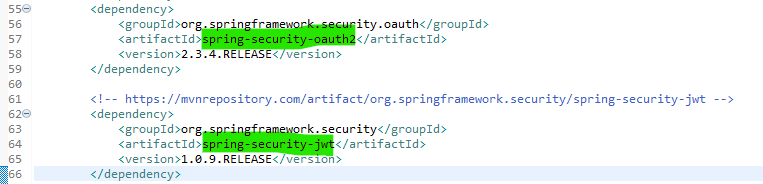 55 <dependency>
56 <groupId>org.springframework.security.oauth</groupId>
57 <artifactId>spring-security-oauth2</artifactId>
58 <version>2.3.4.RELEASE</version>
59 </dependency>
60
61 <!-- https://mvnrepository.com/artifact/org.springframework.security/spring-security-jwt -->
62 <dependency>
63 <groupId>org.springframework.security</groupId>
64 <artifactId>spring-security-jwt</artifactId>
65 <version>1.0.9.RELEASE</version>
66 </dependency>